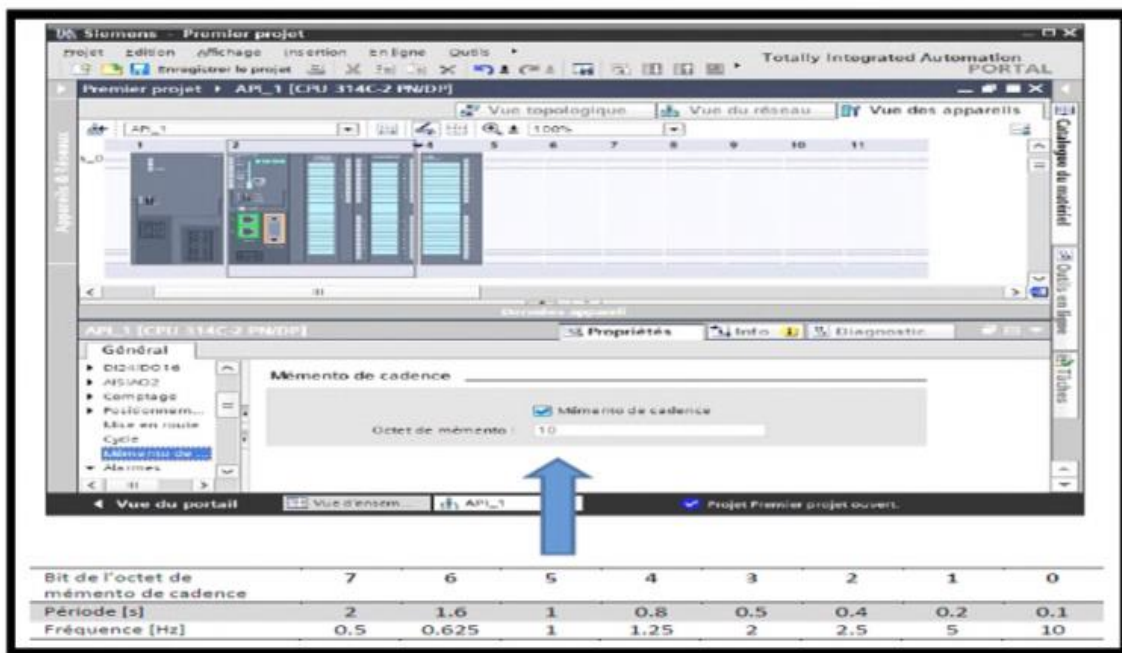 Siemens - Premier projet
Projet Edition Affichage Insertion En ligne Outils
Totally Integrated Automation
PORTAL
Enregistrer le projet
Premier projet API_1 [CPU 314C-2 PN/DP]
Vue topologique Vue du réseau Vue des appareils
API_1 100%
1 2 4 5 6 7 8 9 10 11
Appareils & Réseaux
Catalogue du matériel
Outils en ligne
Tâches
API_1 [CPU 314C-2 PN/DP]
Propriétés Info Diagnostic
Général
DI24/DO16
AI5/AO2
Comptage
Positionnem...
Mise en route
Cycle
Mémento de ...
Alarmes
Mémento de cadence
Mémento de cadence
Octet de mémento : 10
Vue du portail Vue d'ensem... API_1 Projet Premier projet ouvert.
Bit de l'octet de mémento de cadence 7 6 5 4 3 2 1 0
Période [s] 2 1.6 1 0.8 0.5 0.4 0.2 0.1
Fréquence [Hz] 0.5 0.625 1 1.25 2 2.5 5 10